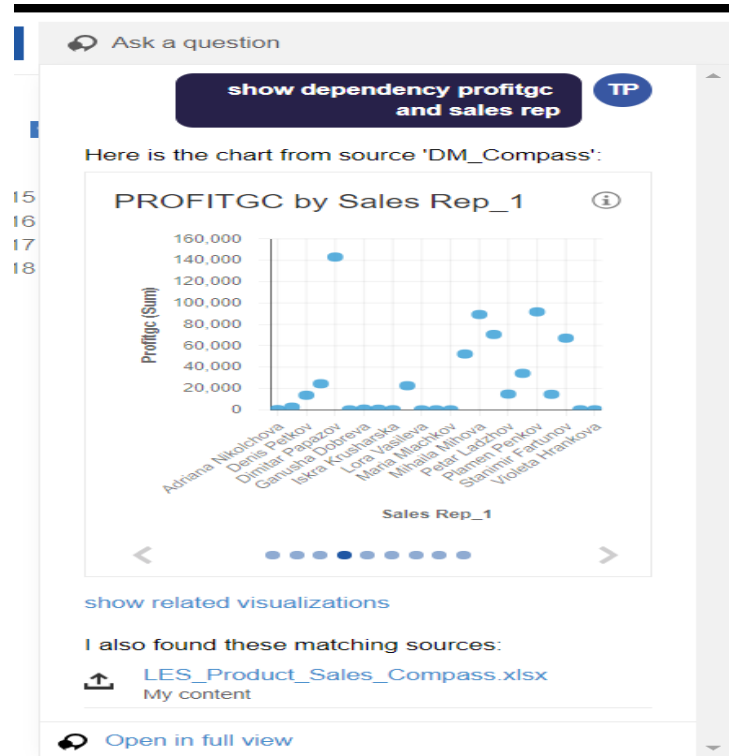 Ask a question
show dependency profitgc
and sales rep
TP
Here is the chart from source 'DM_Compass':
15
16
17
18
PROFITGC by Sales Rep_1
160,000
140,000
120,000
100,000
80,000
60,000
40,000
20,000
0
Profitgc (Sum)
Adriana Nikolchova
Denis Petkov
Dimitar Papazov
Ganusha Dobreva
Iskra Krusharska
Lora Vasileva
Maria Mlachkov
Mihaila Mihova
Petar Ladzhov
Plamen Penkov
Stanimir Fartunov
Violeta Hrankova
Sales Rep_1
show related visualizations
I also found these matching sources:
LES_Product_Sales_Compass.xlsx
My content
Open in full view